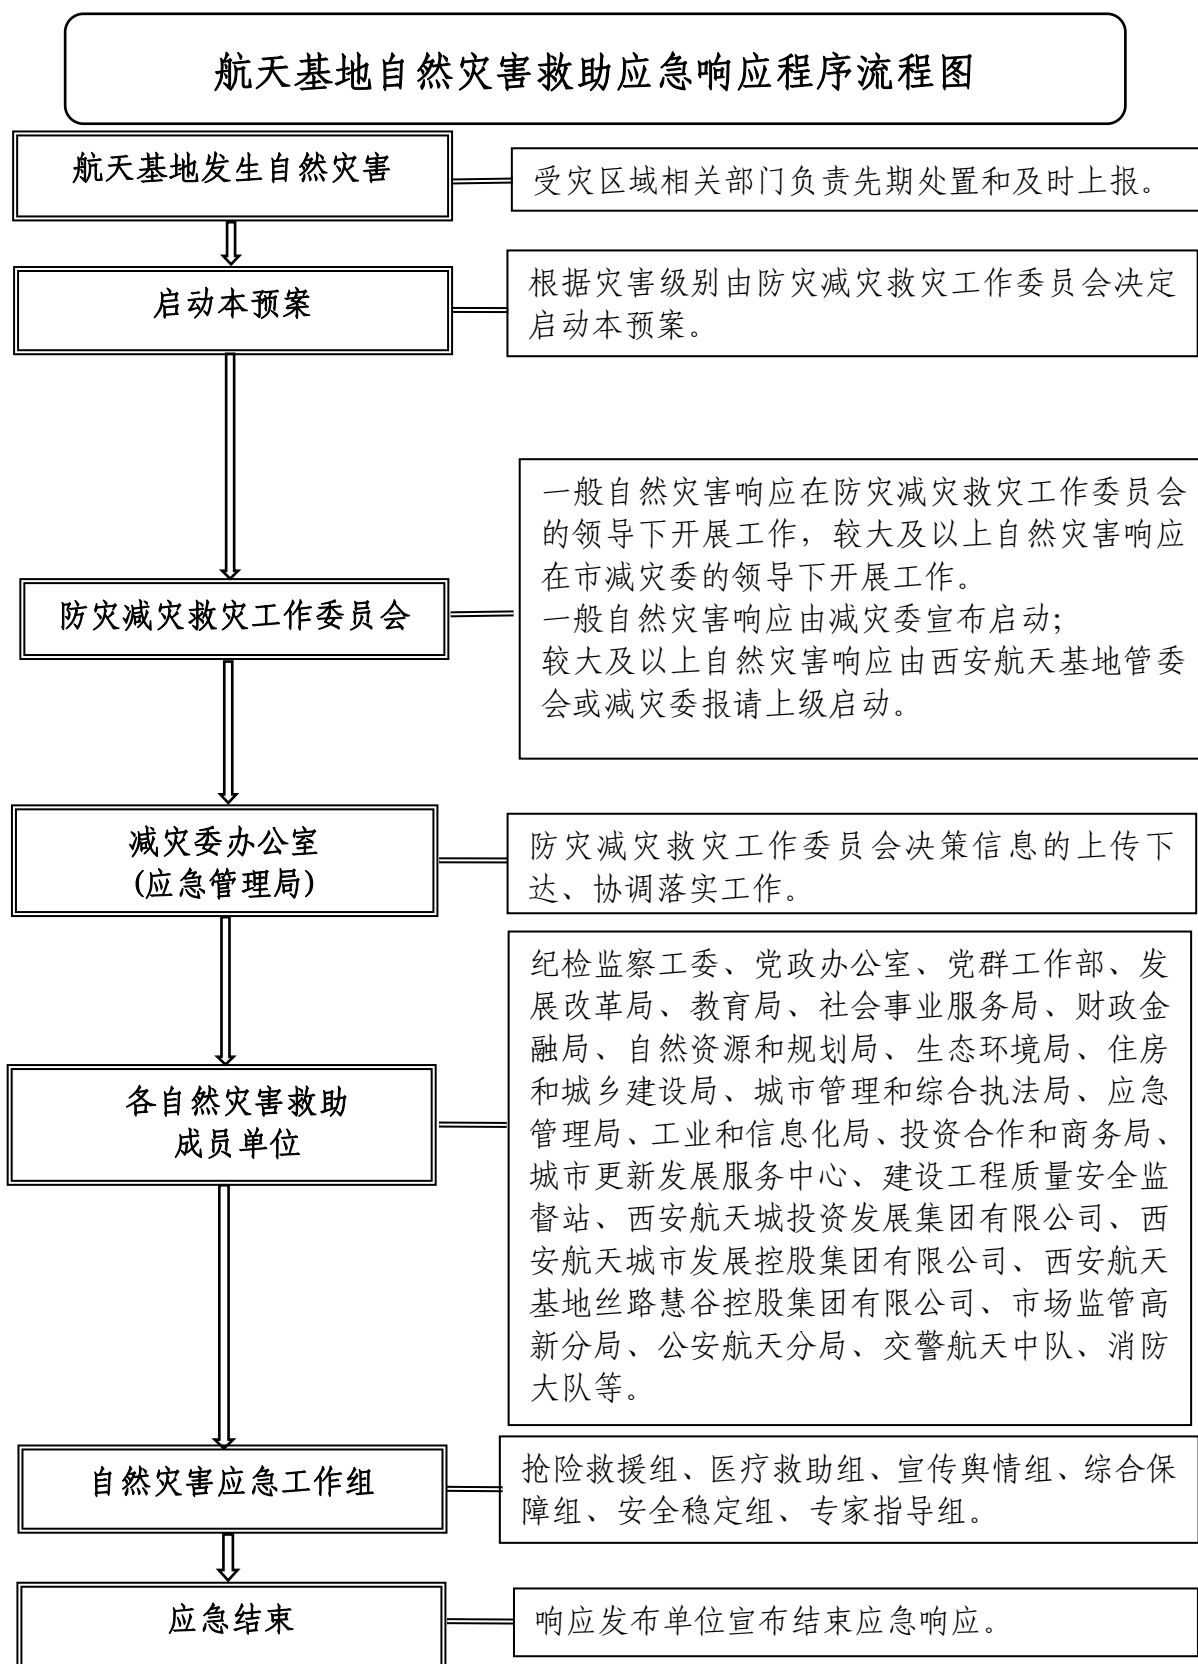 航天基地自然灾害救助应急响应程序流程图
航天基地发生自然灾害
受灾区域相关部门负责先期处置和及时上报。
启动本预案
根据灾害级别由防灾减灾救灾工作委员会决定
启动本预案。
防灾减灾救灾工作委员会
一般自然灾害响应在防灾减灾救灾工作委员会
的领导下开展工作，较大及以上自然灾害响应
在市减灾委的领导下开展工作。
一般自然灾害响应由减灾委宣布启动；
较大及以上自然灾害响应由西安航天基地管委
会或减灾委报请上级启动。
减灾委办公室
(应急管理局)
防灾减灾救灾工作委员会决策信息的上传下
达、协调落实工作。
各自然灾害救助
成员单位
纪检监察工委、党政办公室、党群工作部、发
展改革局、教育局、社会事业服务局、财政金
融局、自然资源和规划局、生态环境局、住房
和城乡建设局、城市管理和综合执法局、应急
管理局、工业和信息化局、投资合作和商务局、
城市更新发展服务中心、建设工程质量安全监
督站、西安航天城投资发展集团有限公司、西
安航天城市发展控股集团有限公司、西安航天
基地丝路慧谷控股集团有限公司、市场监管高
新分局、公安航天分局、交警航天中队、消防
大队等。
自然灾害应急工作组
抢险救援组、医疗救助组、宣传舆情组、综合保
障组、安全稳定组、专家指导组。
应急结束
响应发布单位宣布结束应急响应。